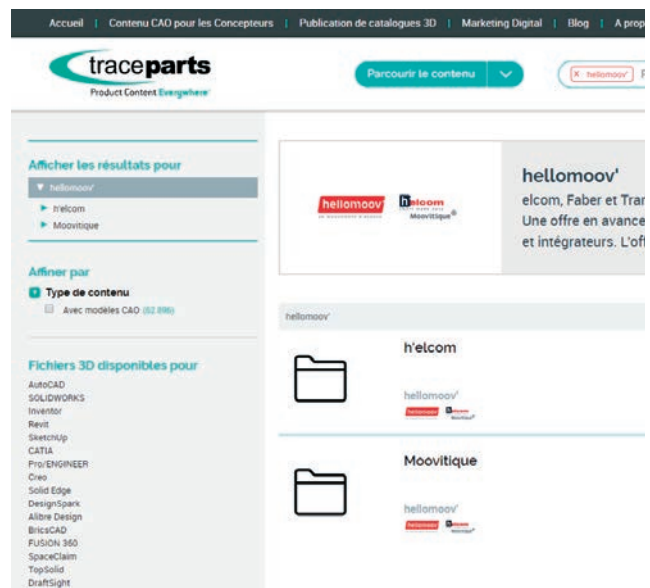 Accueil | Contenu CAO pour les Concepteurs | Publication de catalogues 3D | Marketing Digital | Blog | A prop
traceparts
Product Content Everywhere
Parcourir le contenu
x hellomoov'
Afficher les résultats pour
hellomoov'
h'elcom
Moovitique
Affiner par
Type de contenu
Avec modèles CAO
Fichiers 3D disponibles pour
AutoCAD
SOLIDWORKS
Inventor
Revit
SketchUp
CATIA
Pro/ENGINEER
Creo
Solid Edge
DesignSpark
Alibre Design
BricsCAD
FUSION 360
SpaceClaim
TopSolid
DraftSight
hellomoov'
helcom
Moovitique
hellomoov'
elcom, Faber et Tran
Une offre en avance
et intégrateurs. L'off
hellomoov'
h'elcom
hellomoov'
Moovitique
hellomoov'